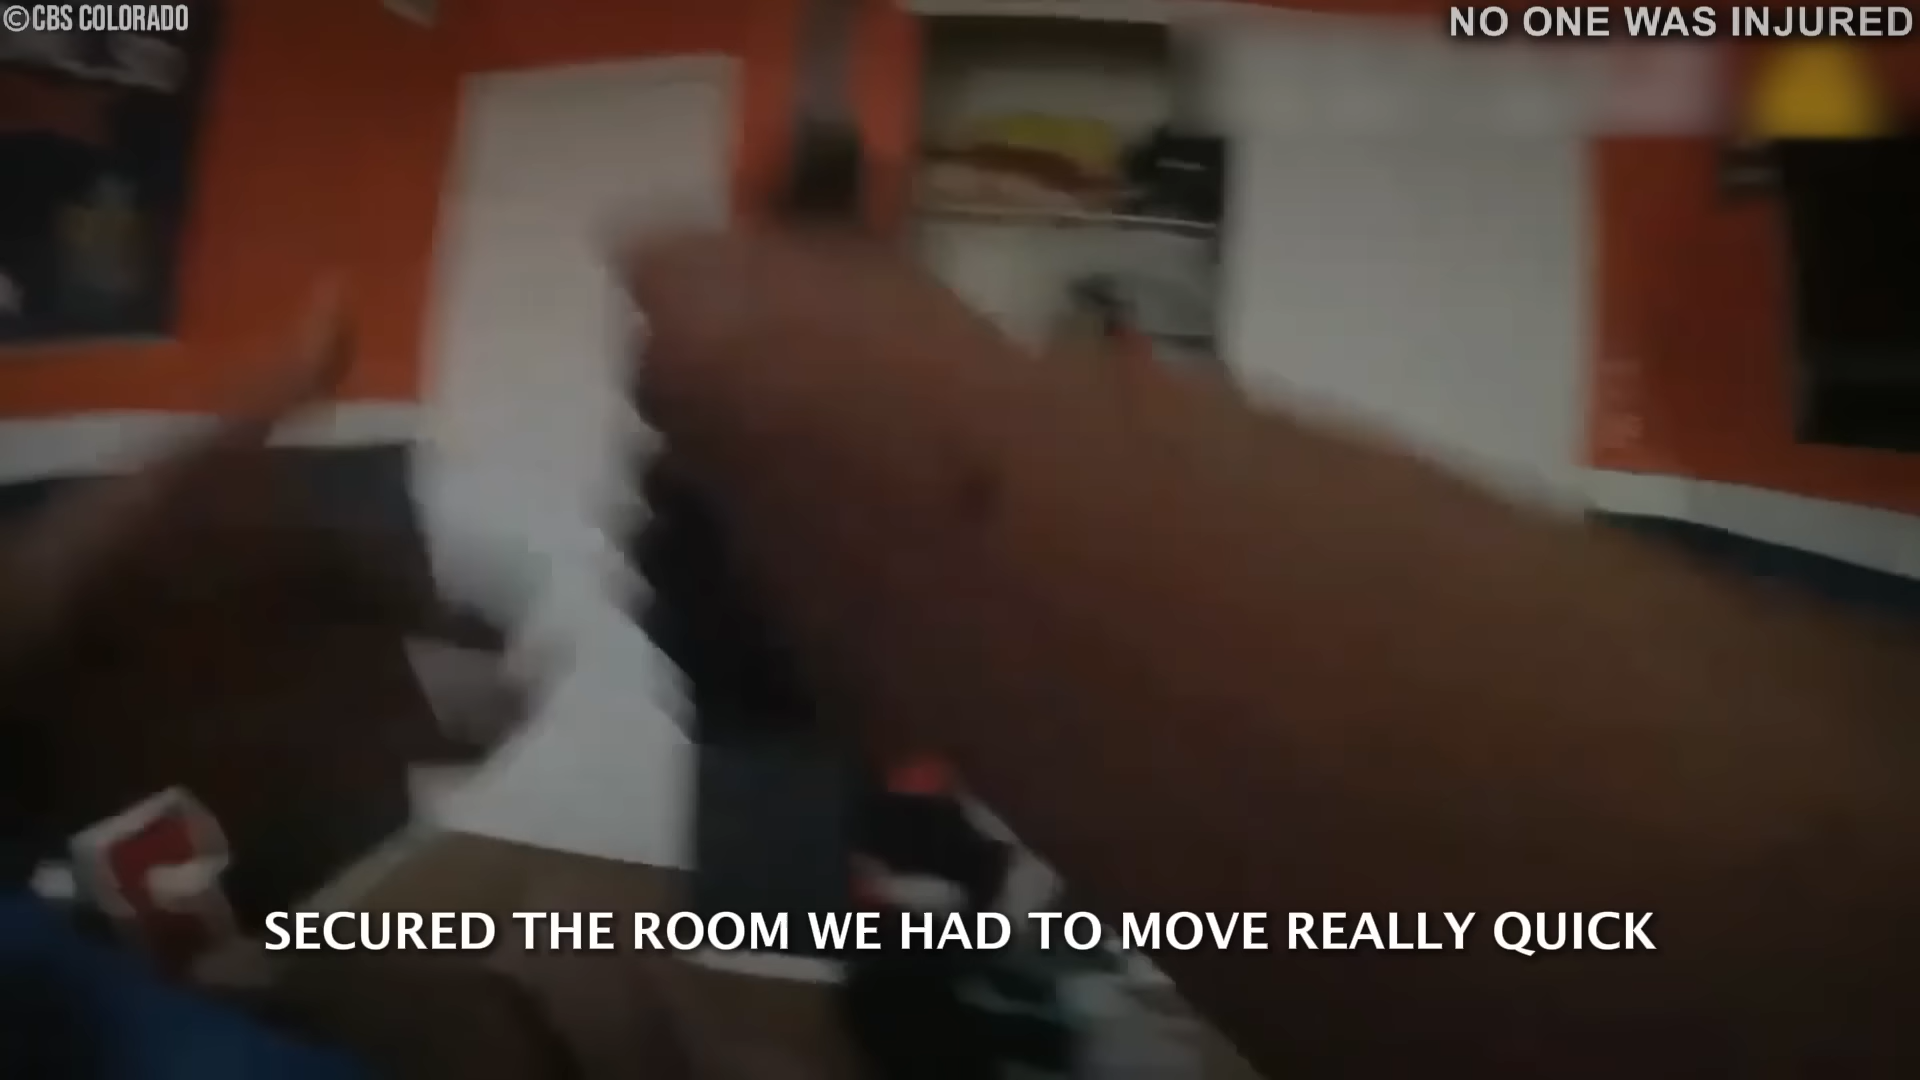 ©CBS COLORADO
NO ONE WAS INJURED
SECURED THE ROOM WE HAD TO MOVE REALLY QUICK